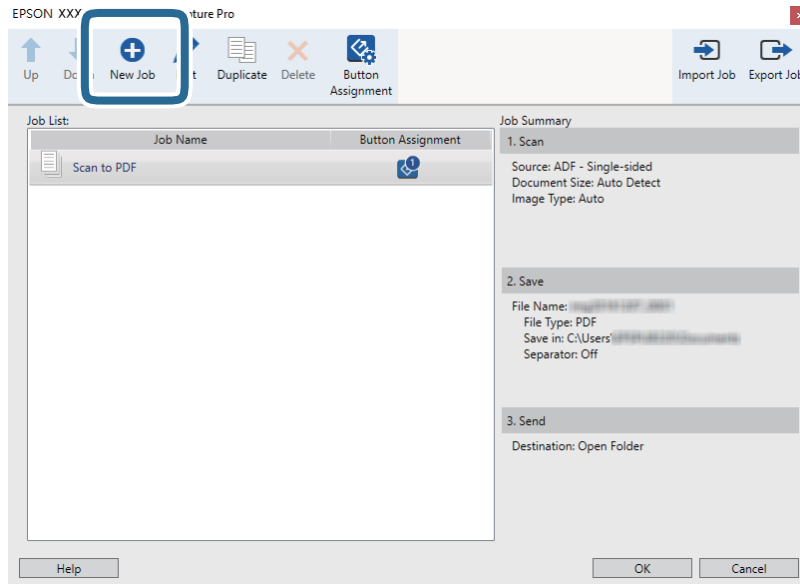 EPSON XXX ture Pro
Up
New Job
Duplicate
Delete
Button
Assignment
Import Job
Export Job
Job List:
Job Name
Button Assignment
Scan to PDF
1
Job Summary
1. Scan
Source: ADF - Single-sided
Document Size: Auto Detect
Image Type: Auto
2. Save
File Name:
File Type: PDF
Save in: C:\Users\
Separator: Off
3. Send
Destination: Open Folder
Help
OK
Cancel